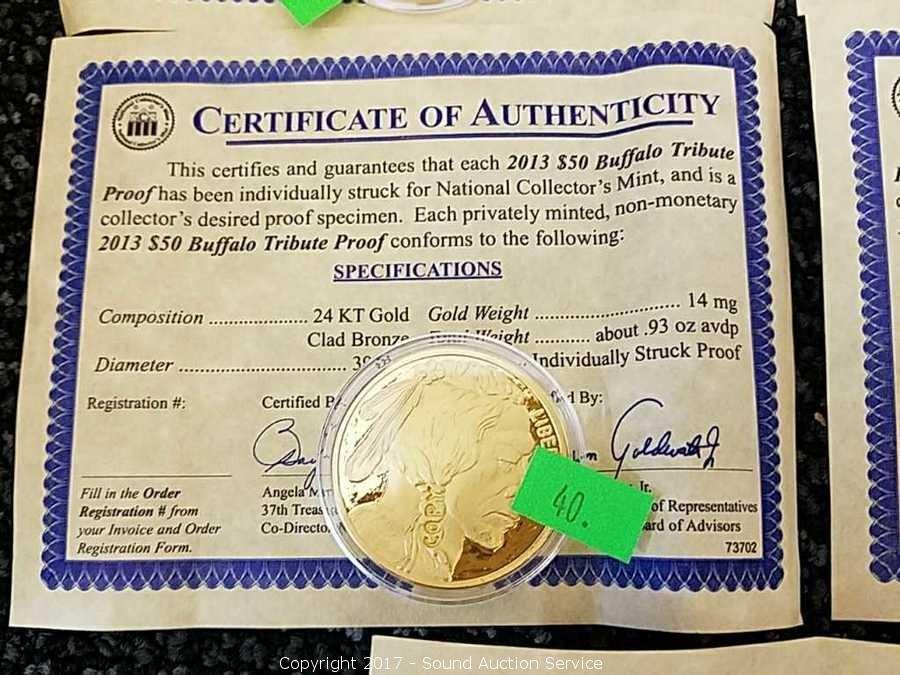 CERTIFICATE OF AUTHENTICITY
This certifies and guarantees that each 2013 $50 Buffalo Tribute
Proof has been individually struck for National Collector's Mint, and is a
collector's desired proof specimen. Each privately minted, non-monetary
2013 $50 Buffalo Tribute Proof conforms to the following:
SPECIFICATIONS
Composition .................. 24 KT Gold Gold Weight .......................... 14 mg
Clad Bronze Total Weight .......... about .93 oz avdp
Diameter ............................... Individually Struck Proof
Registration #: Certified By:
Fill in the Order Angela
Registration # from 37th of Representatives
your Invoice and Order of Advisors
Registration Form. 73702
LIBE
COPY
40.
Copyright 2017 - Sound Auction Service